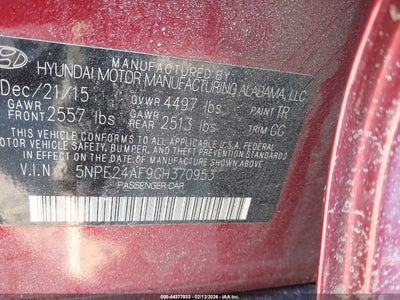 MANUFACTURED BY
HYUNDAI MOTOR MANUFACTURING ALABAMA, LLC
Dec/21/15 GVWR 4497 lbs PAINT TR
GAWR FRONT 2557 lbs GAWR REAR 2513 lbs TRIM GG
THIS VEHICLE CONFORMS TO ALL APPLICABLE U.S. FEDERAL
MOTOR VEHICLE SAFETY, BUMPER, AND THEFT PREVENTION STANDARDS
IN EFFECT ON THE DATE OF MANUFACTURE SHOWN ABOVE.
V.I.N 5NPE24AF9GH370953
PASSENGER CAR
000-44377833 - 02/13/2026 - IAA, Inc.